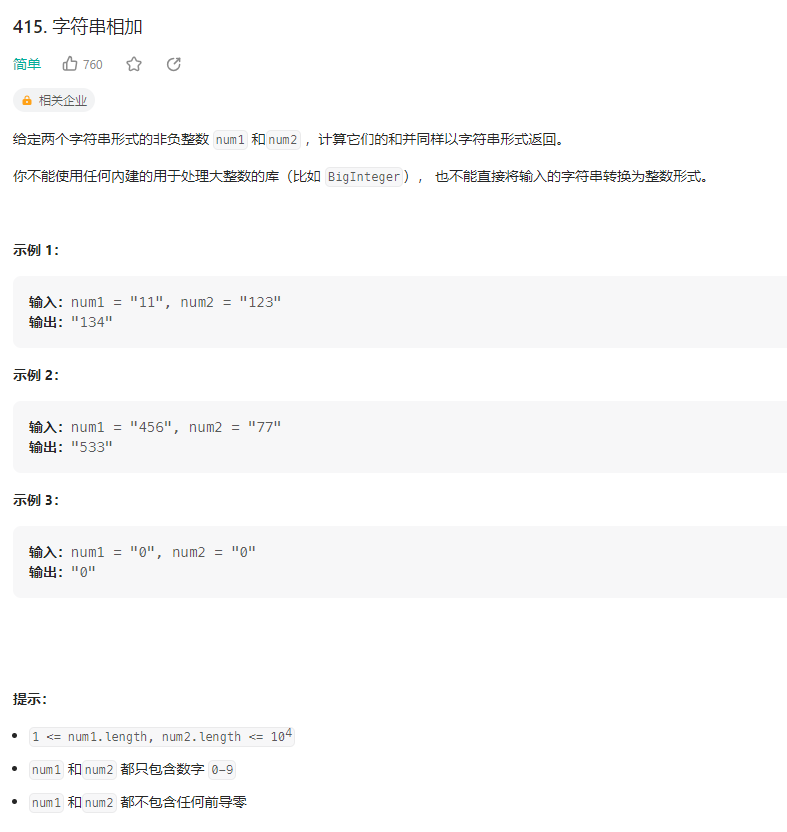 415. 字符串相加
简单 760
相关企业
给定两个字符串形式的非负整数 num1 和num2 ，计算它们的和并同样以字符串形式返回。
你不能使用任何內建的用于处理大整数的库（比如 BigInteger）， 也不能直接将输入的字符串转换为整数形式。
示例 1：
输入：num1 = "11", num2 = "123"
输出："134"
示例 2：
输入：num1 = "456", num2 = "77"
输出："533"
示例 3：
输入：num1 = "0", num2 = "0"
输出："0"
提示：
1 <= num1.length, num2.length <= 10⁴
num1 和num2 都只包含数字 0-9
num1 和num2 都不包含任何前导零